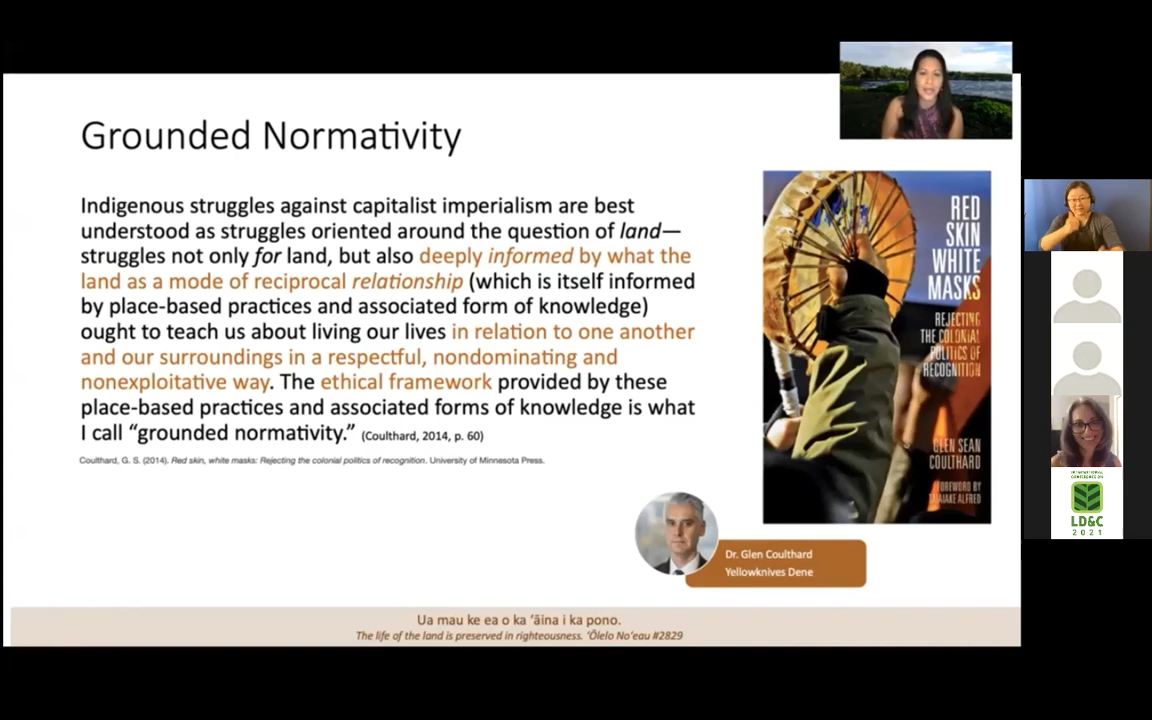 Grounded Normativity
Indigenous struggles against capitalist imperialism are best
understood as struggles oriented around the question of land—
struggles not only for land, but also deeply informed by what the
land as a mode of reciprocal relationship (which is itself informed
by place-based practices and associated form of knowledge)
ought to teach us about living our lives in relation to one another
and our surroundings in a respectful, nondominating and
nonexploitative way. The ethical framework provided by these
place-based practices and associated forms of knowledge is what
I call “grounded normativity.” (Coulthard, 2014, p. 60)
Coulthard, G. S. (2014). Red skin, white masks: Rejecting the colonial politics of recognition. University of Minnesota Press.
RED
SKIN
WHITE
MASKS
REJECTING
THE COLONIAL
POLITICS OF
RECOGNITION
GLEN SEAN
COULTHARD
FOREWORD BY
TAIAIAKE ALFRED
Dr. Glen Coulthard
Yellowknives Dene
Ua mau ke ea o ka ʻāina i ka pono.
The life of the land is preserved in righteousness. ʻŌlelo Noʻeau #2829
INTERNATIONAL
CONFERENCE ON
LD&C
2021